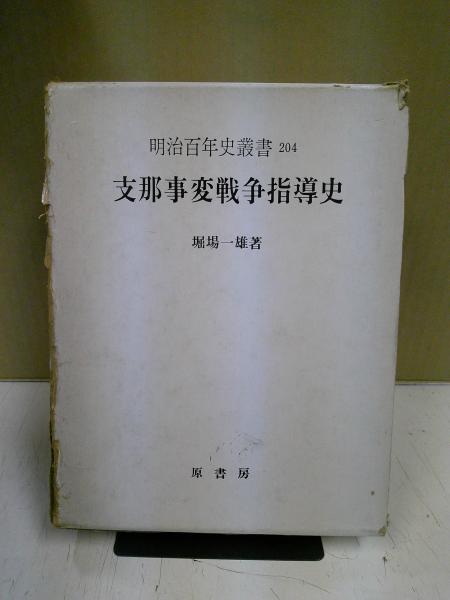 明治百年史叢書 204
支那事変戦争指導史
堀場一雄著
原書房